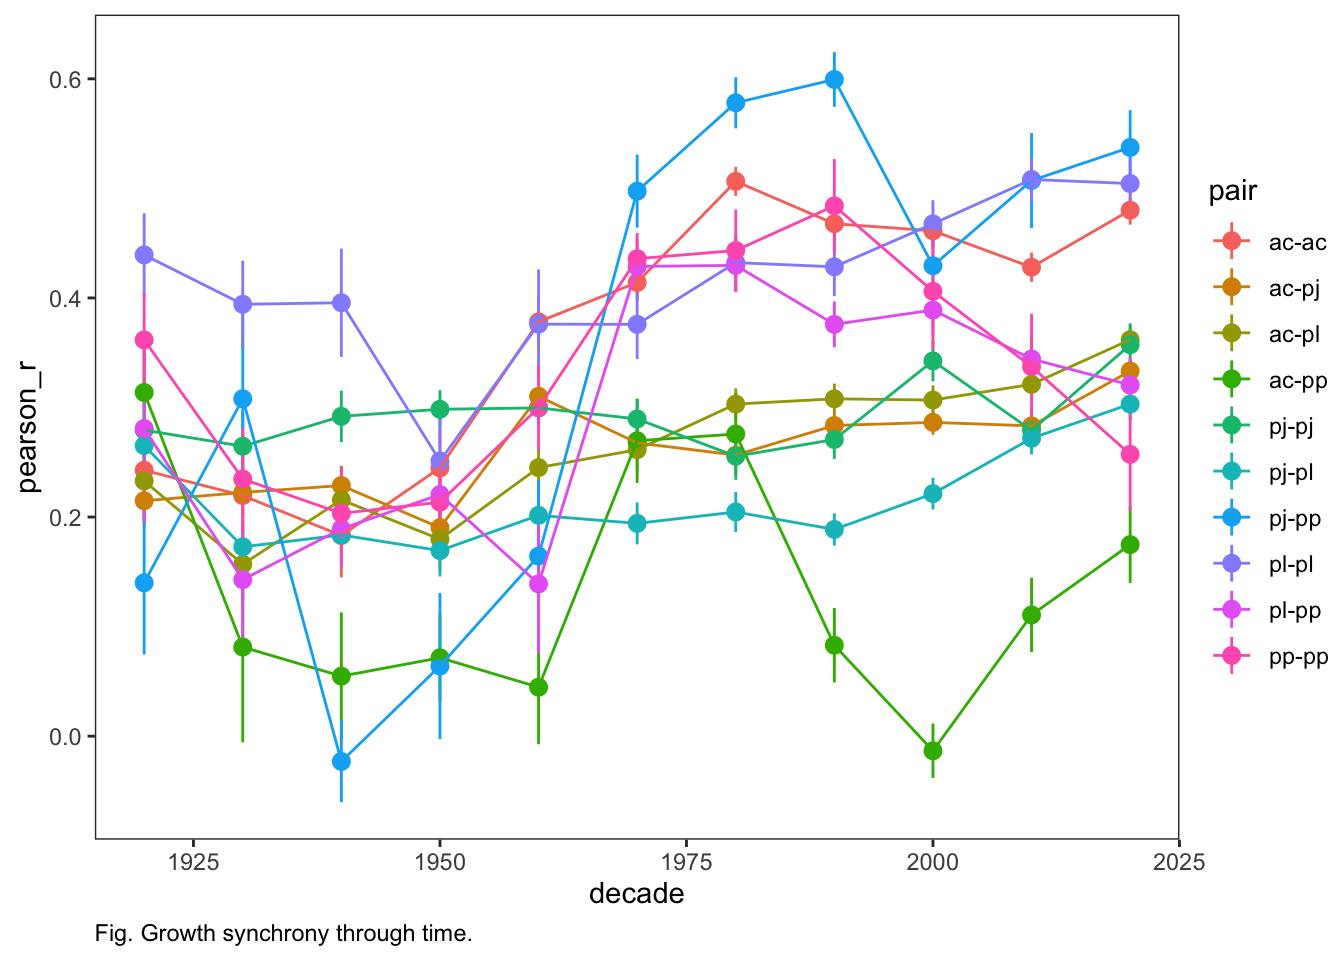 0.6
0.4
0.2
0.0
pearson_r
1925
1950
1975
2000
2025
decade
pair
ac-ac
ac-pj
ac-pl
ac-pp
pj-pj
pj-pl
pj-pp
pl-pl
pl-pp
pp-pp
Fig. Growth synchrony through time.